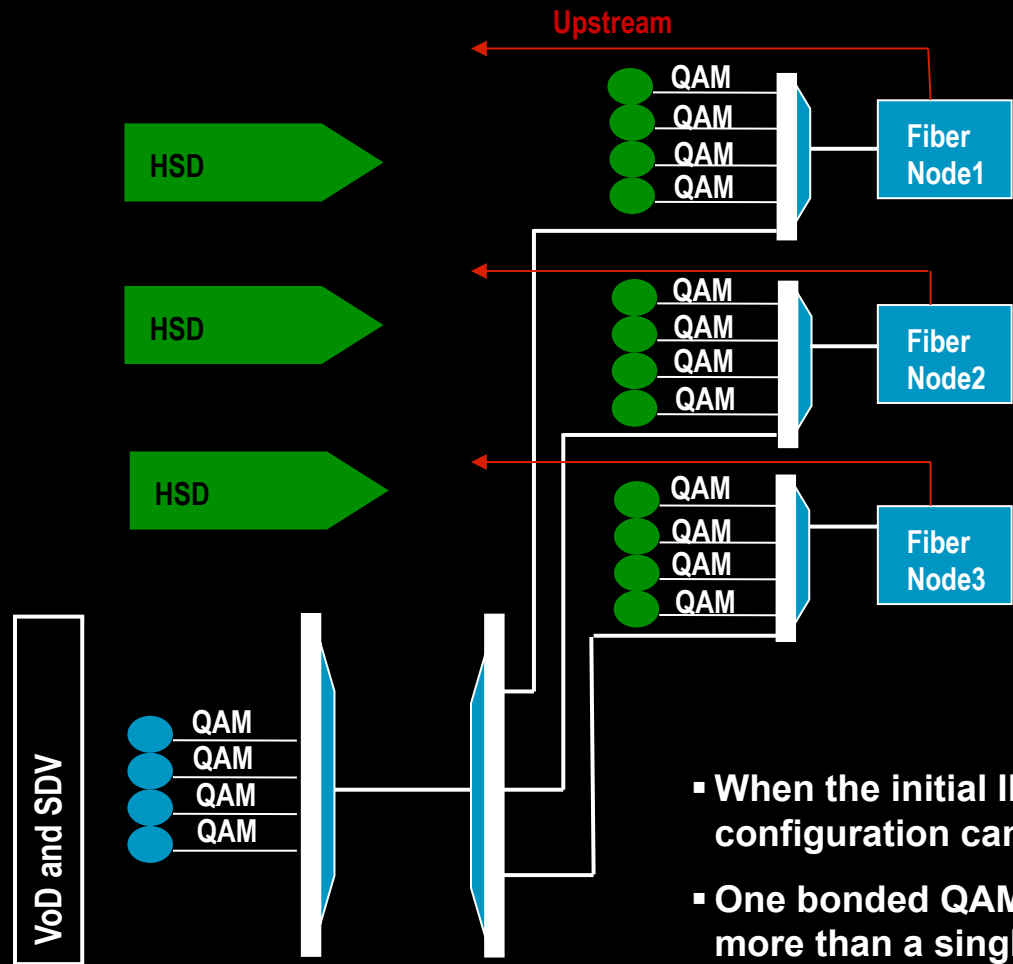 Upstream
QAM
QAM
QAM
QAM
HSD
Fiber
Node1
QAM
QAM
QAM
QAM
HSD
Fiber
Node2
QAM
QAM
QAM
QAM
HSD
Fiber
Node3
VoD and SDV
QAM
QAM
QAM
QAM
▪ When the initial
configuration
▪ One bonded QAM
more than a